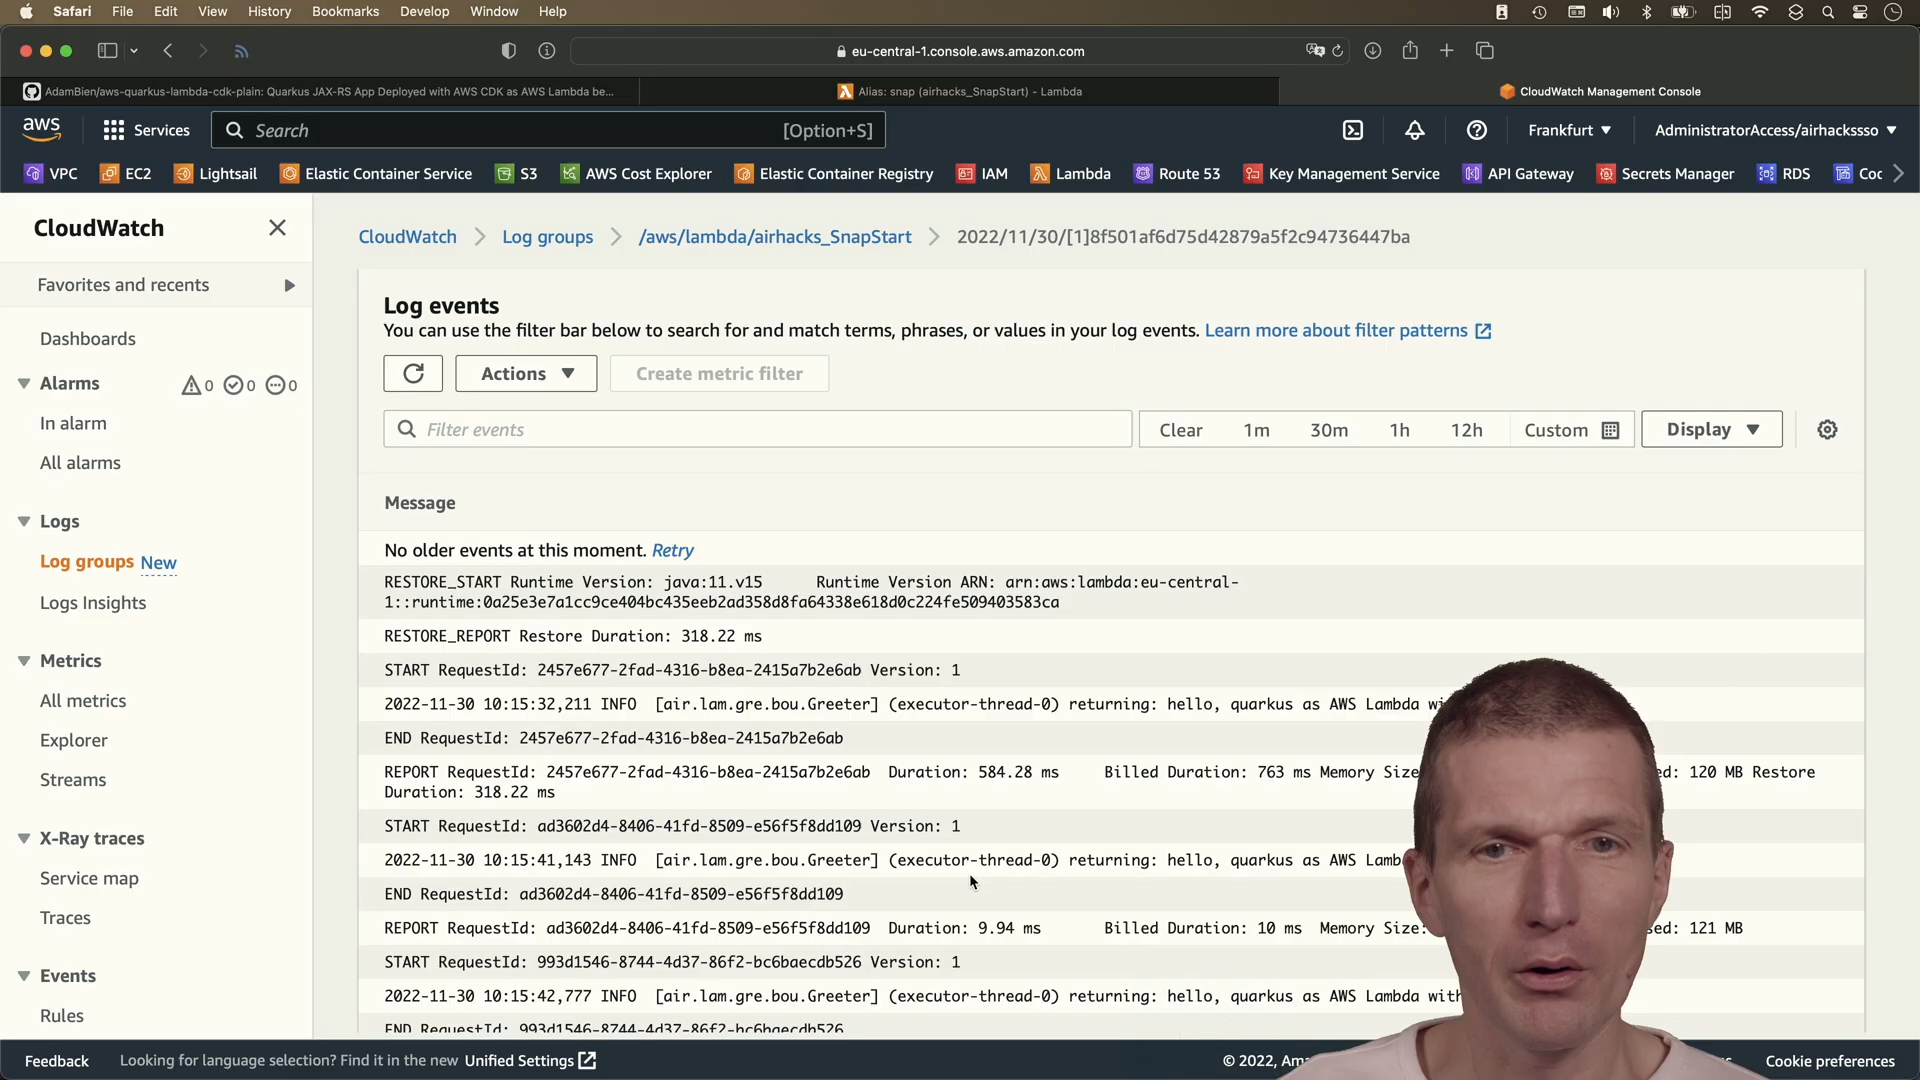 Safari File Edit View History Bookmarks Develop Window Help
eu-central-1.console.aws.amazon.com
AdamBien/aws-quarkus-lambda-cdk-plain: Quarkus JAX-RS App Deployed with AWS CDK as AWS Lambda be...
Alias: snap (airhacks_SnapStart) - Lambda
CloudWatch Management Console
aws Services Search [Option+S] Frankfurt AdministratorAccess/airhackssso
VPC EC2 Lightsail Elastic Container Service S3 AWS Cost Explorer Elastic Container Registry IAM Lambda Route 53 Key Management Service API Gateway Secrets Manager RDS
CloudWatch
Favorites and recents
Dashboards
Alarms 0 0 0
In alarm
All alarms
Logs
Log groups New
Logs Insights
Metrics
All metrics
Explorer
Streams
X-Ray traces
Service map
Traces
Events
Rules
CloudWatch Log groups /aws/lambda/airhacks_SnapStart 2022/11/30/[1]8f501af6d75d42879a5f2c94736447ba
Log events
You can use the filter bar below to search for and match terms, phrases, or values in your log events. Learn more about filter patterns
Actions Create metric filter
Filter events Clear 1m 30m 1h 12h Custom Display
Message
No older events at this moment. Retry
RESTORE_START Runtime Version: java:11.v15 Runtime Version ARN: arn:aws:lambda:eu-central-
1::runtime:0a25e3e7a1cc9ce404bc435eeb2ad358d8fa64338e618d0c224fe509403583ca
RESTORE_REPORT Restore Duration: 318.22 ms
START RequestId: 2457e677-2fad-4316-b8ea-2415a7b2e6ab Version: 1
2022-11-30 10:15:32,211 INFO [air.lam.gre.bou.Greeter] (executor-thread-0) returning: hello, quarkus as AWS Lambda
END RequestId: 2457e677-2fad-4316-b8ea-2415a7b2e6ab
REPORT RequestId: 2457e677-2fad-4316-b8ea-2415a7b2e6ab Duration: 584.28 ms Billed Duration: 763 ms Memory Size 120 MB Restore
Duration: 318.22 ms
START RequestId: ad3602d4-8406-41fd-8509-e56f5f8dd109 Version: 1
2022-11-30 10:15:41,143 INFO [air.lam.gre.bou.Greeter] (executor-thread-0) returning: hello, quarkus as AWS
END RequestId: ad3602d4-8406-41fd-8509-e56f5f8dd109
REPORT RequestId: ad3602d4-8406-41fd-8509-e56f5f8dd109 Duration: 9.94 ms Billed Duration: 10 ms Memory Size: 121 MB
START RequestId: 993d1546-8744-4d37-86f2-bc6baecdb526 Version: 1
2022-11-30 10:15:42,777 INFO [air.lam.gre.bou.Greeter] (executor-thread-0) returning: hello, quarkus as AWS Lambda
END RequestId: 993d1546-8744-4d37-86f2-bc6baecdb526
Feedback Looking for language selection? Find it in the new Unified Settings © 2022, Cookie preferences